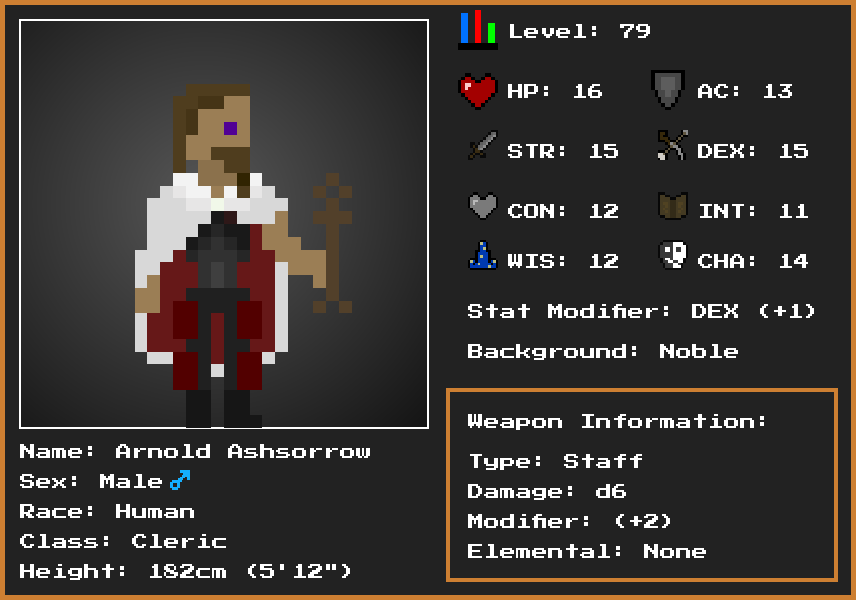 Level: 79
HP: 16 AC: 13
STR: 15 DEX: 15
CON: 12 INT: 11
WIS: 12 CHA: 14
Stat Modifier: DEX (+1)
Background: Noble
Weapon Information:
Type: Staff
Damage: d6
Modifier: (+2)
Elemental: None
Name: Arnold Ashsorrow
Sex: Male ♂
Race: Human
Class: Cleric
Height: 182cm (5'12")